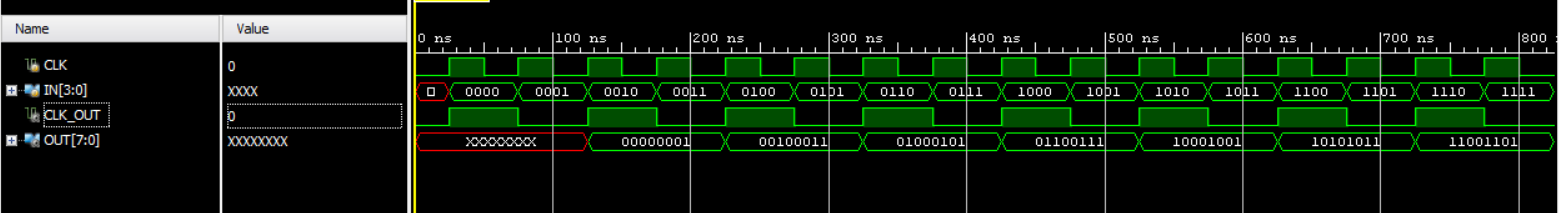 Name Value
0 ns 100 ns 200 ns 300 ns 400 ns 500 ns 600 ns 700 ns 800
CLK 0
IN[3:0] XXXX 0000 0001 0010 0011 0100 0101 0110 0111 1000 1001 1010 1011 1100 1101 1110 1111
CLK_OUT 0
OUT[7:0] XXXXXXXX XXXXXXXX 00000001 00100011 01000101 01100111 10001001 10101011 11001101